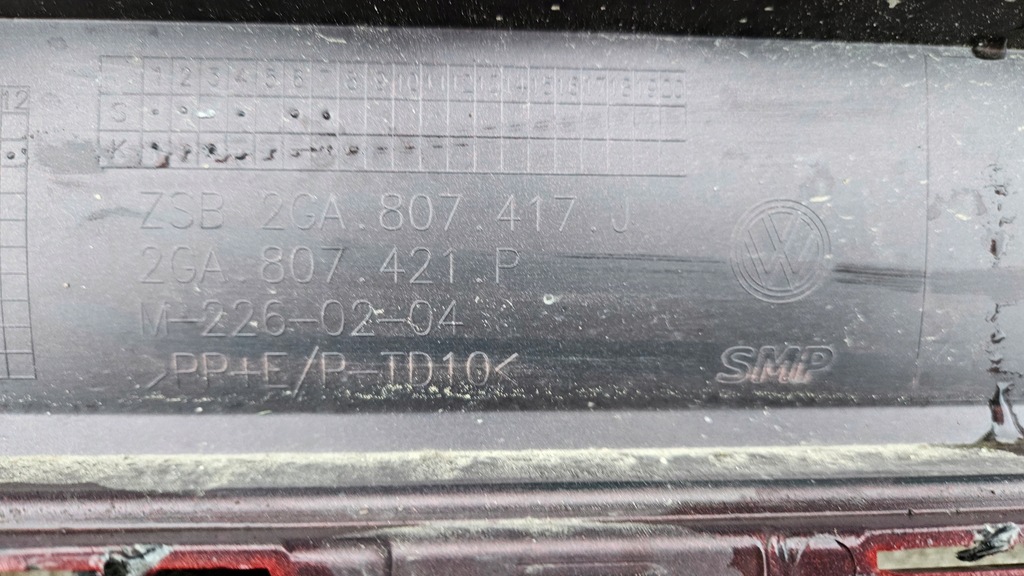 1 2 3 4 5 6 7 8 9 10 11 12 13 14 15 16 17 18 19 20
12
S
K
ZSB 2GA.807.417.J
2GA.807.421 P
M-226-02-04
>PP+E/P-TD10<
SMP